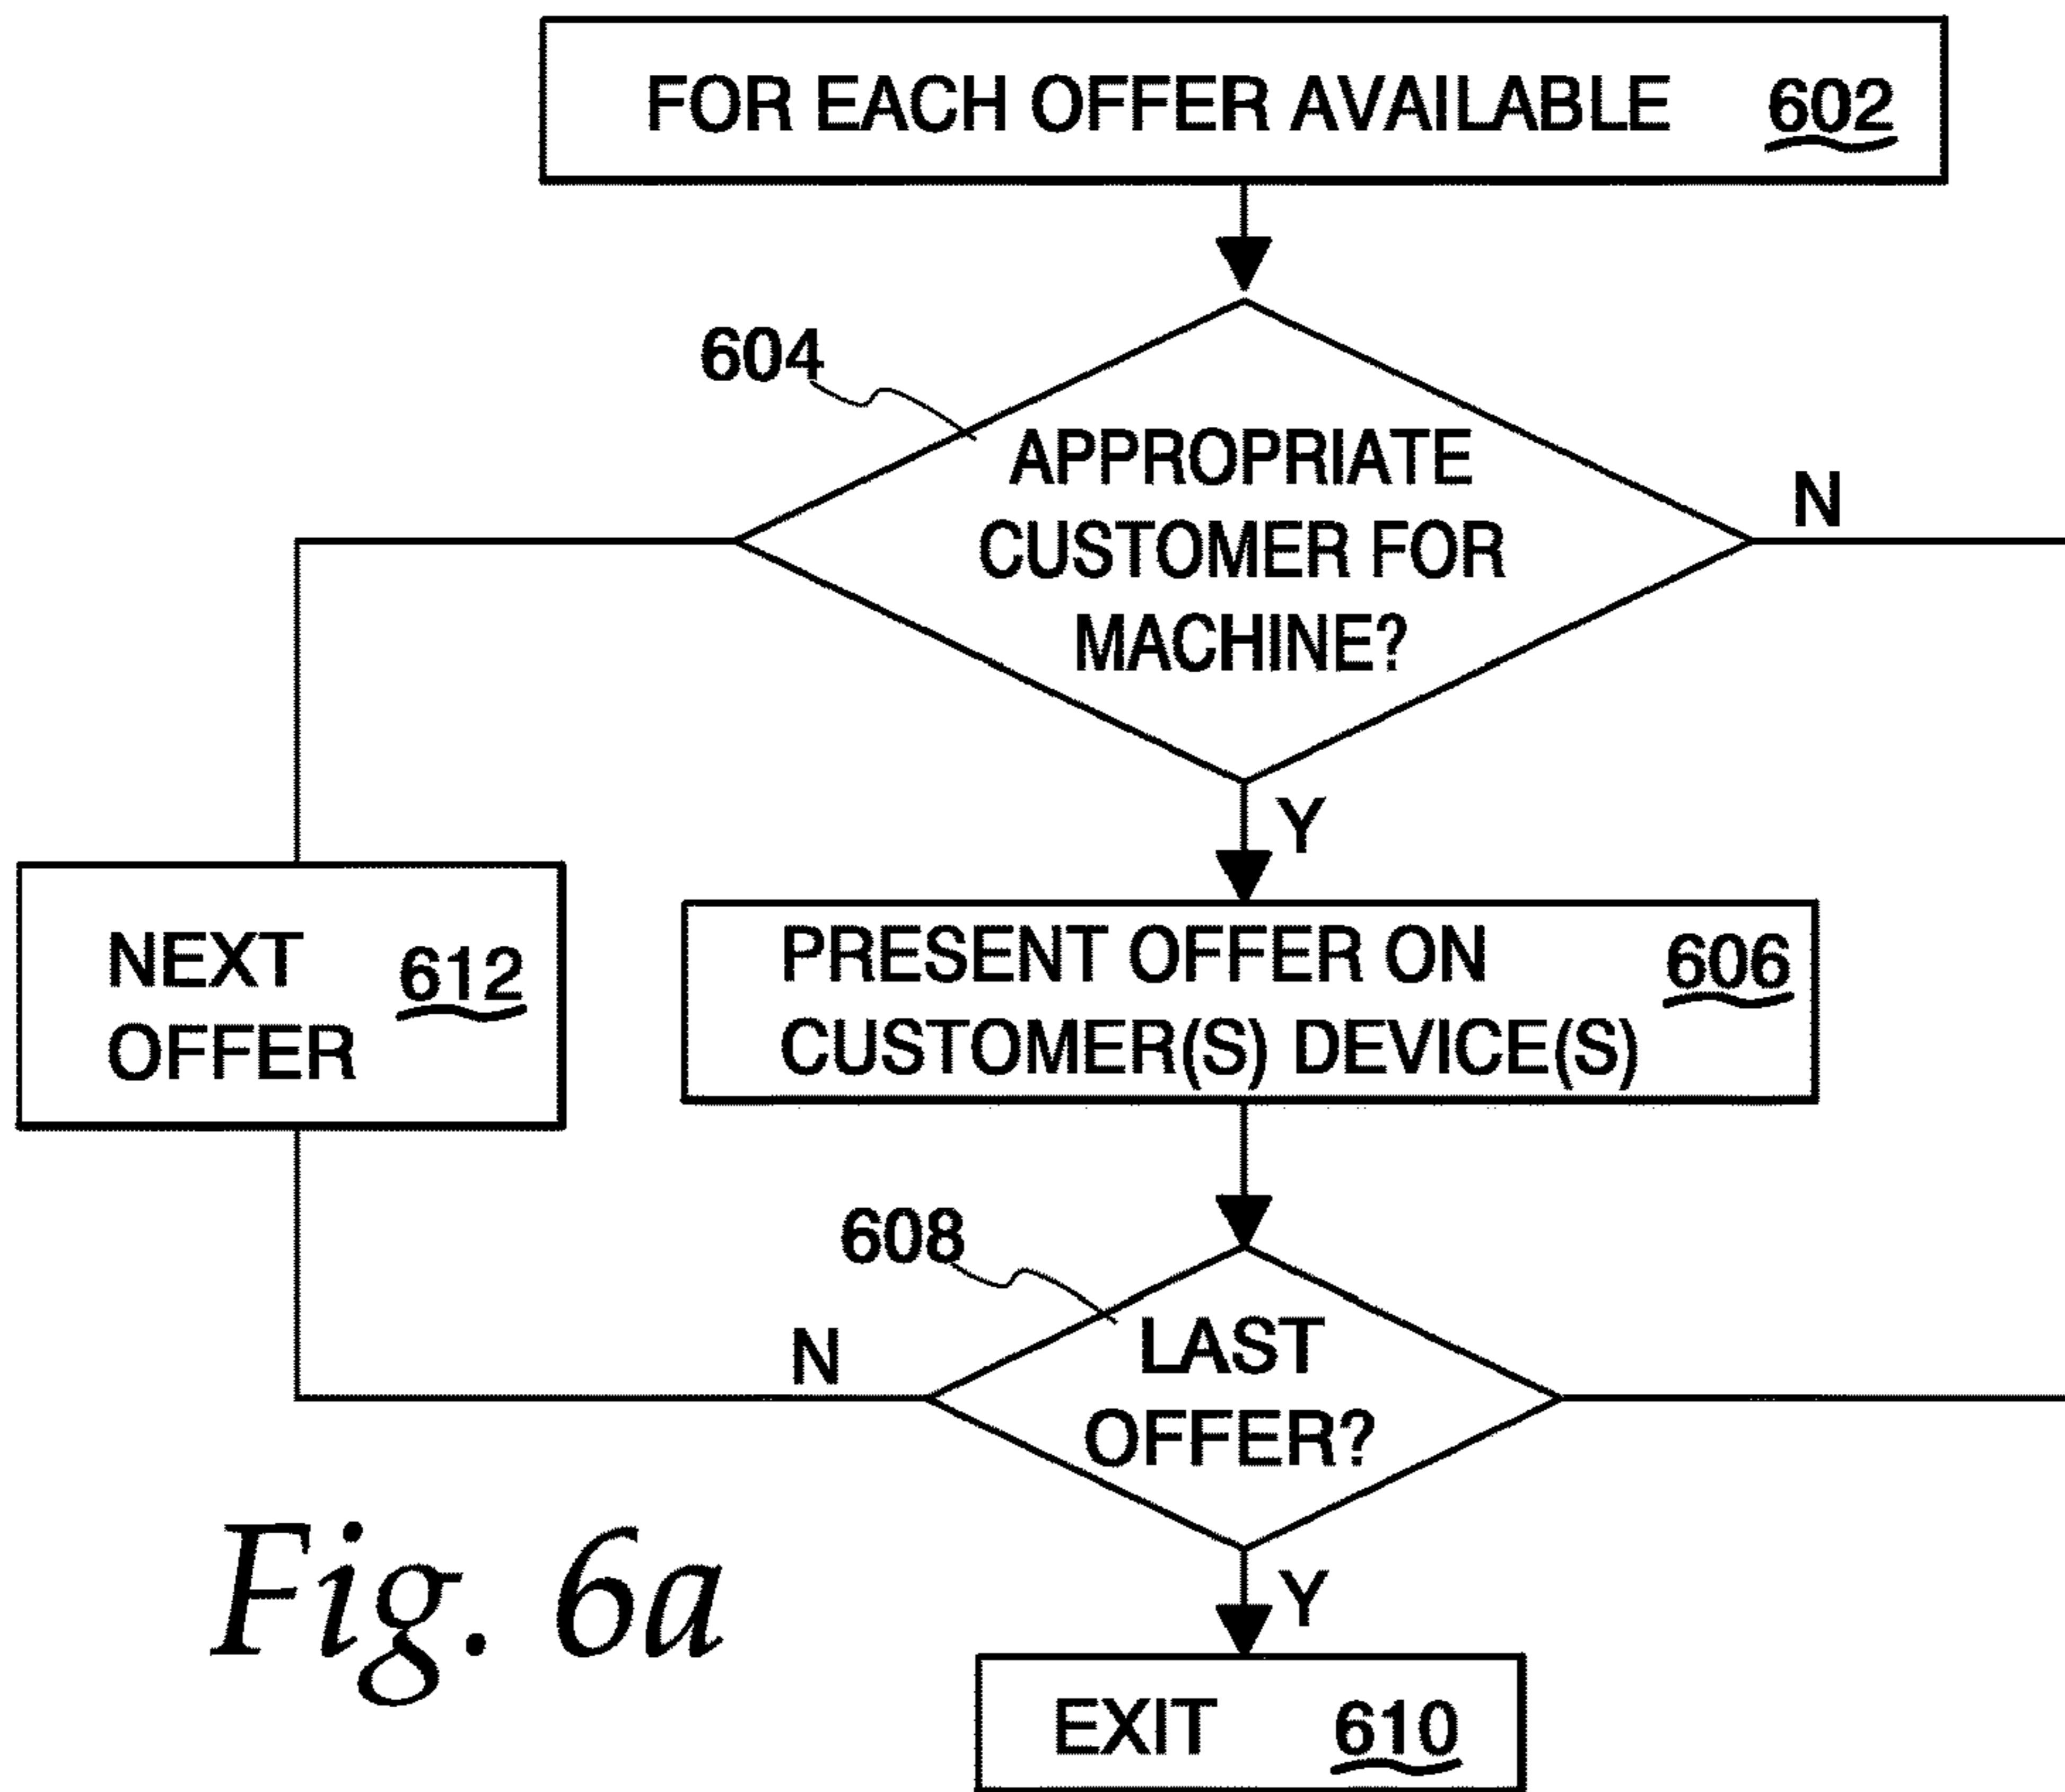 FOR EACH OFFER AVAILABLE 602
604
APPROPRIATE
CUSTOMER FOR
MACHINE?
N
Y
NEXT
OFFER
612
PRESENT OFFER ON
CUSTOMER(S) DEVICE(S)
606
608
LAST
OFFER?
N
Y
EXIT 610
Fig. 6a